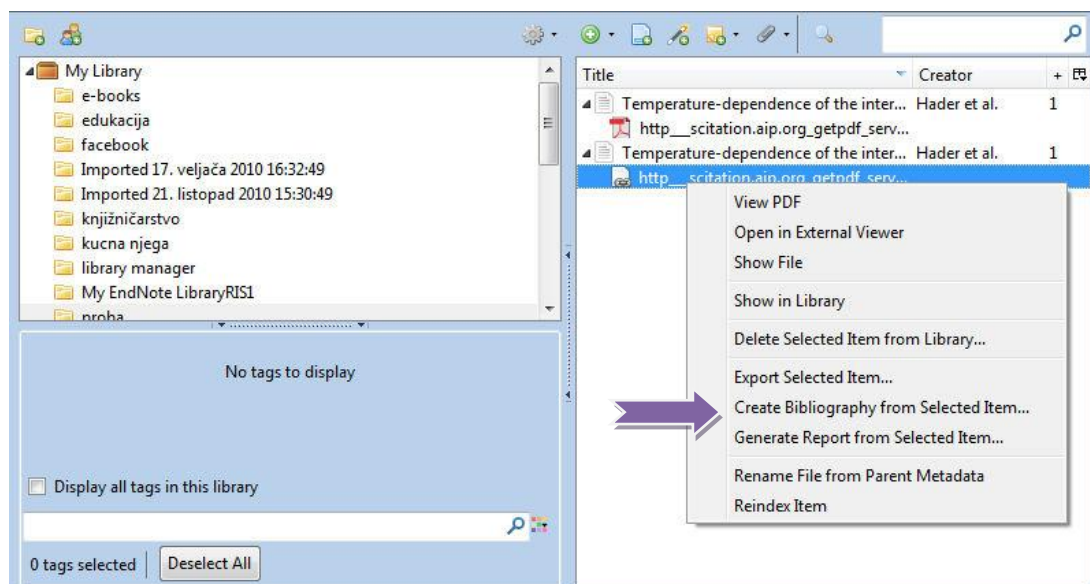 My Library
e-books
edukacija
facebook
Imported 17. veljača 2010 16:32:49
Imported 21. listopad 2010 15:30:49
knjižničarstvo
kucna njega
library manager
My EndNote LibraryRIS1
proba
No tags to display
Display all tags in this library
0 tags selected
Deselect All
Title Creator +
Temperature-dependence of the inter... Hader et al. 1
http__scitation.aip.org_getpdf_serv...
Temperature-dependence of the inter... Hader et al. 1
http__scitation.aip.org_getpdf_serv...
View PDF
Open in External Viewer
Show File
Show in Library
Delete Selected Item from Library...
Export Selected Item...
Create Bibliography from Selected Item...
Generate Report from Selected Item...
Rename File from Parent Metadata
Reindex Item